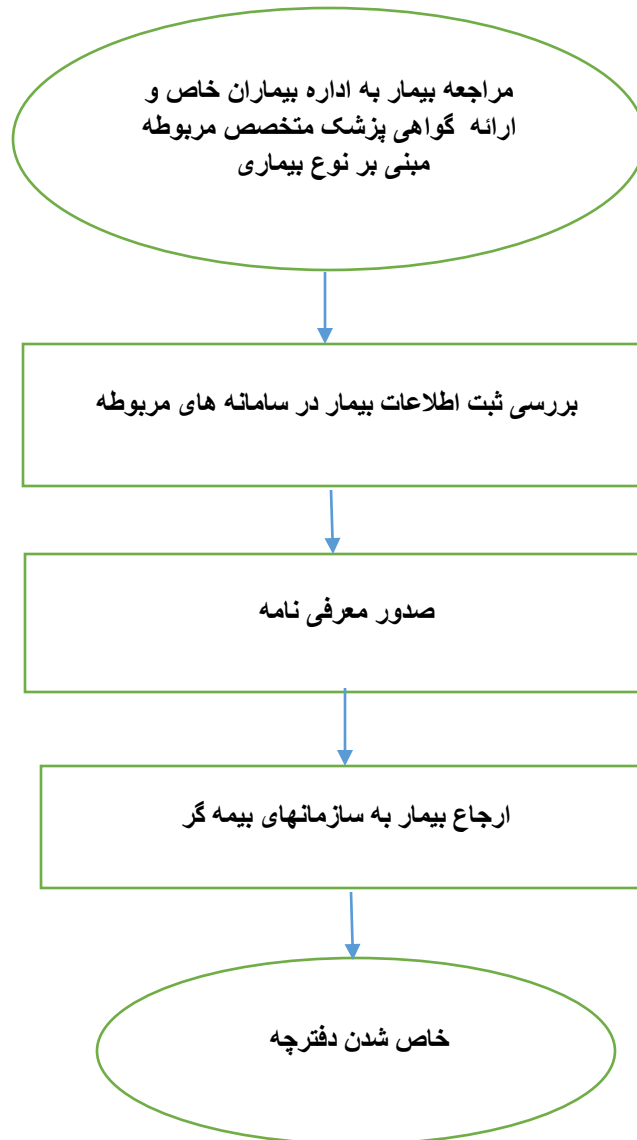 مراجعه بیمار به اداره بیماران خاص و
ارائه گواهی پزشک متخصص مربوطه
مبنی بر نوع بیماری
بررسی ثبت اطلاعات بیمار در سامانه های مربوطه
صدور معرفی نامه
ارجاع بیمار به سازمانهای بیمه گر
خاص شدن دفترچه